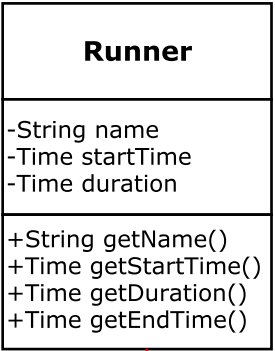 Runner
-String name
-Time startTime
-Time duration
+String getName()
+Time getStartTime()
+Time getDuration()
+Time getEndTime()